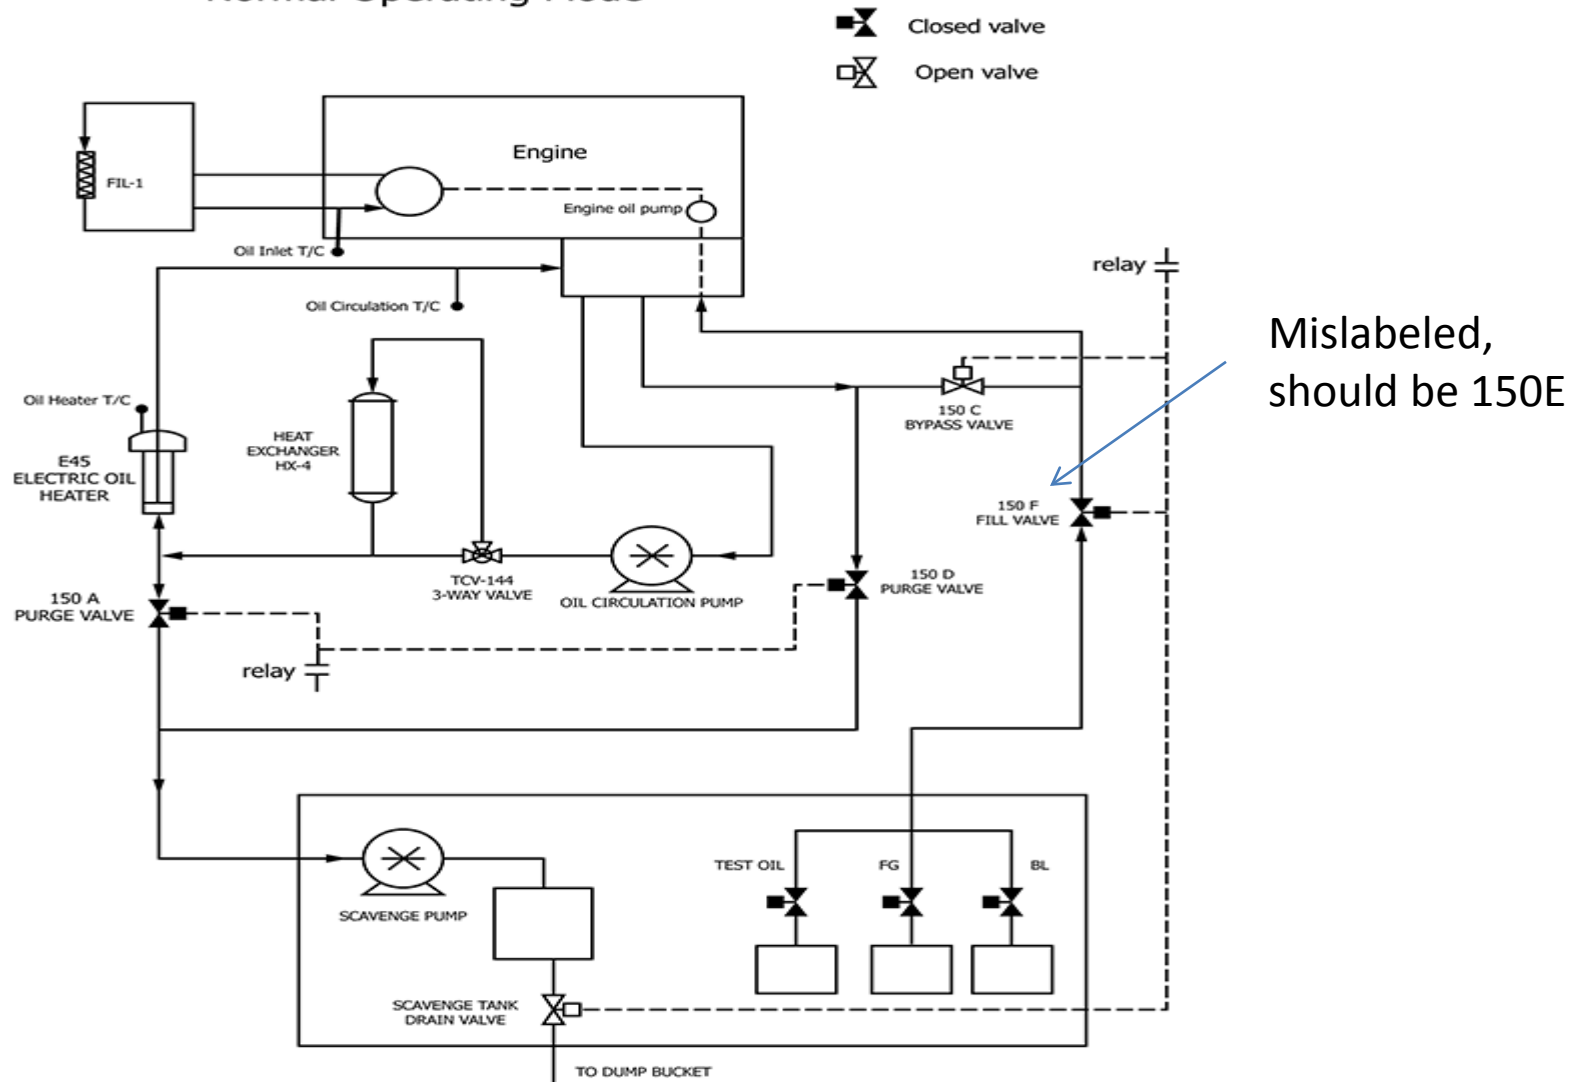 Normal Operating Mode
Closed valve
Open valve
Engine
FIL-1
Engine oil pump
Oil Inlet T/C
relay
Oil Circulation T/C
Mislabeled,
should be 150E
Oil Heater T/C
150 C
BYPASS VALVE
HEAT
EXCHANGER
HX-4
E45
ELECTRIC OIL
HEATER
150 F
FILL VALVE
TCV-144
3-WAY VALVE
OIL CIRCULATION PUMP
150 D
PURGE VALVE
150 A
PURGE VALVE
relay
TEST OIL
FG
BL
SCAVENGE PUMP
SCAVENGE TANK
DRAIN VALVE
TO DUMP BUCKET